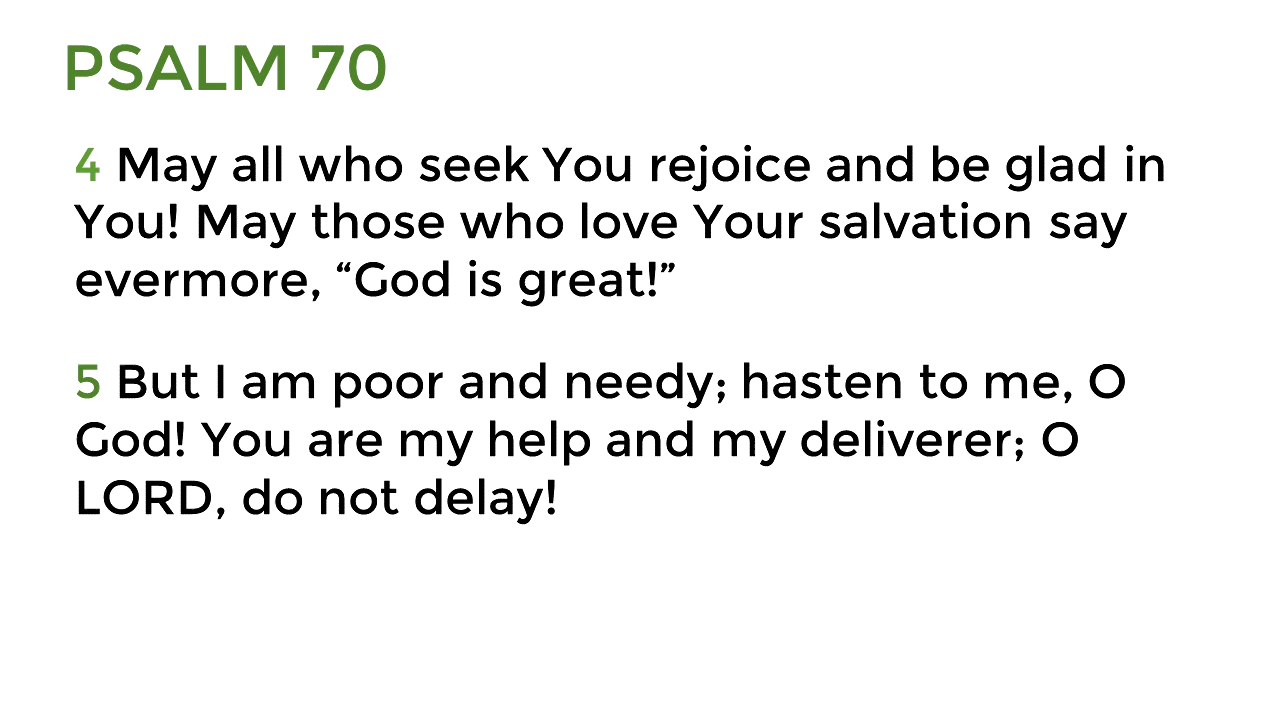 PSALM 70
4 May all who seek You rejoice and be glad in
You! May those who love Your salvation say
evermore, “God is great!”
5 But I am poor and needy; hasten to me, O
God! You are my help and my deliverer; O
LORD, do not delay!